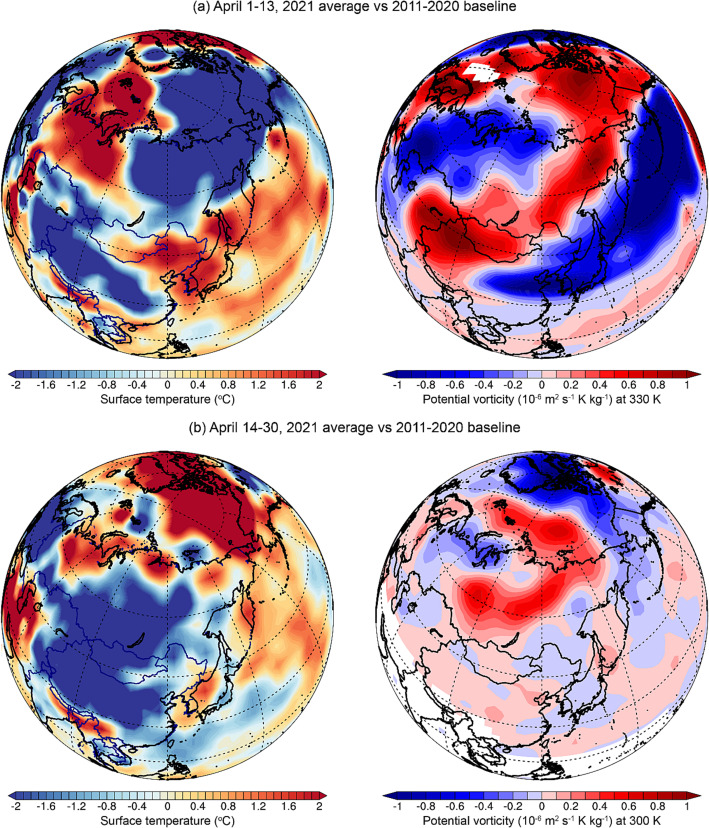 (a) April 1-13, 2021 average vs 2011-2020 baseline
-2 -1.6 -1.2 -0.8 -0.4 0 0.4 0.8 1.2 1.6 2
Surface temperature (°C)
-1 -0.8 -0.6 -0.4 -0.2 0 0.2 0.4 0.6 0.8 1
Potential vorticity (10⁻⁶ m² s⁻¹ K kg⁻¹) at 330 K
(b) April 14-30, 2021 average vs 2011-2020 baseline
-2 -1.6 -1.2 -0.8 -0.4 0 0.4 0.8 1.2 1.6 2
Surface temperature (°C)
-1 -0.8 -0.6 -0.4 -0.2 0 0.2 0.4 0.6 0.8 1
Potential vorticity (10⁻⁶ m² s⁻¹ K kg⁻¹) at 300 K